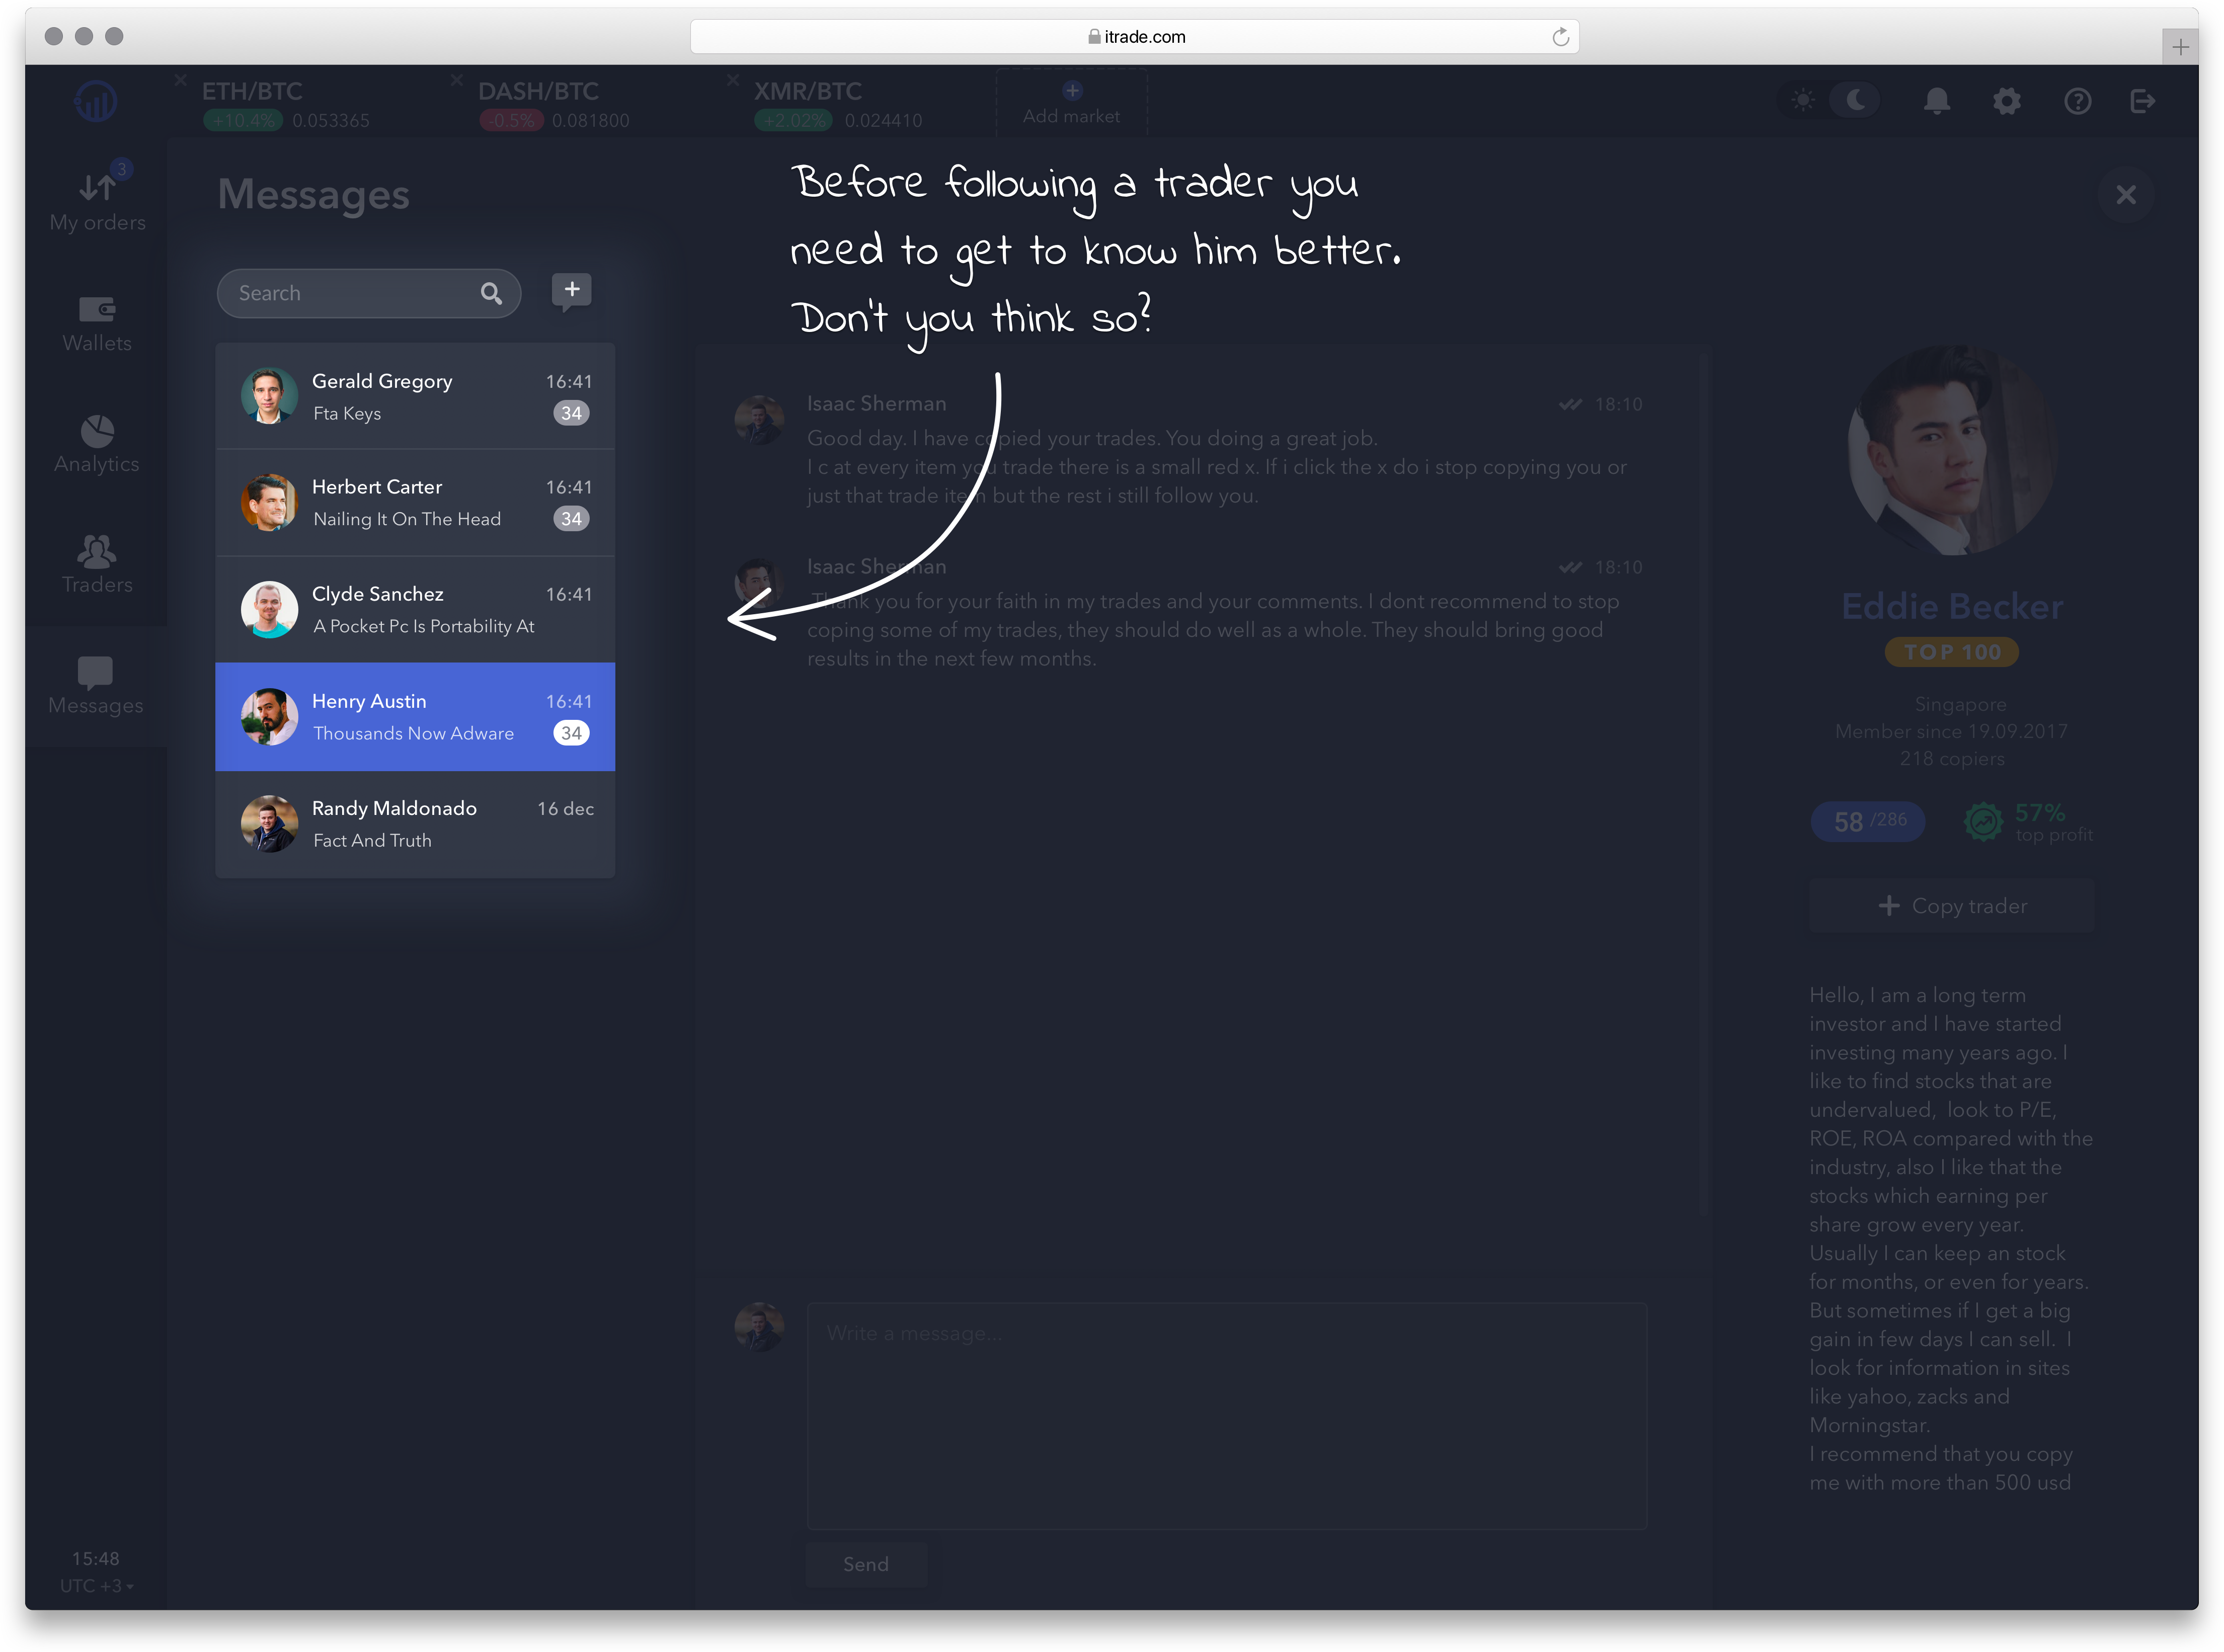 itrade.com
ETH/BTC
+10.4% 0.053365
DASH/BTC
-0.5% 0.081800
XMR/BTC
+2.02% 0.024410
Add market
3
My orders
Wallets
Analytics
Traders
Messages
15:48
UTC +3
Messages
Before following a trader you
need to get to know him better.
Don't you think so?
Search
Gerald Gregory 16:41
Fta Keys 34
Herbert Carter 16:41
Nailing It On The Head 34
Clyde Sanchez 16:41
A Pocket Pc Is Portability At
Henry Austin 16:41
Thousands Now Adware 34
Randy Maldonado 16 dec
Fact And Truth
Isaac Sherman 18:10
Good day. I have copied your trades. You doing a great job.
I c at every item you trade there is a small red x. If i click the x do i stop copying you or
just that trade item but the rest i still follow you.
Isaac Sherman 18:10
Thank you for your faith in my trades and your comments. I dont recommend to stop
coping some of my trades, they should do well as a whole. They should bring good
results in the next few months.
Write a message...
Send
Eddie Becker
TOP 100
Singapore
Member since 19.09.2017
218 copiers
58 /286
57%
top profit
Copy trader
Hello, I am a long term
investor and I have started
investing many years ago. I
like to find stocks that are
undervalued,  look to P/E,
ROE, ROA compared with the
industry, also I like that the
stocks which earning per
share grow every year.
Usually I can keep an stock
for months, or even for years.
But sometimes if I get a big
gain in few days I can sell.  I
look for information in sites
like yahoo, zacks and
Morningstar.
I recommend that you copy
me with more than 500 usd